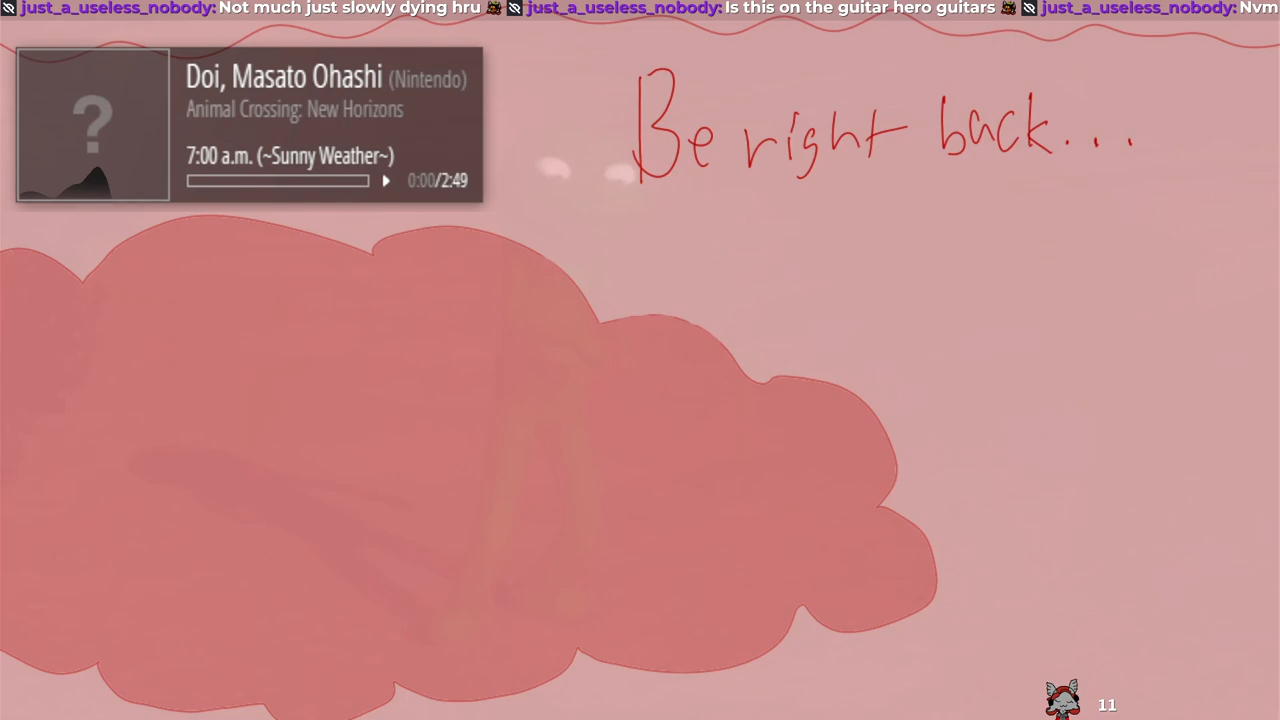 just_a_useless_nobody: Not much just slowly dying hru just_a_useless_nobody: Is this on the guitar hero guitars just_a_useless_nobody: Nvm
Doi, Masato Ohashi (Nintendo)
Animal Crossing: New Horizons
7:00 a.m. (~Sunny Weather~)
0:00/2:49
?
Be right back...
11